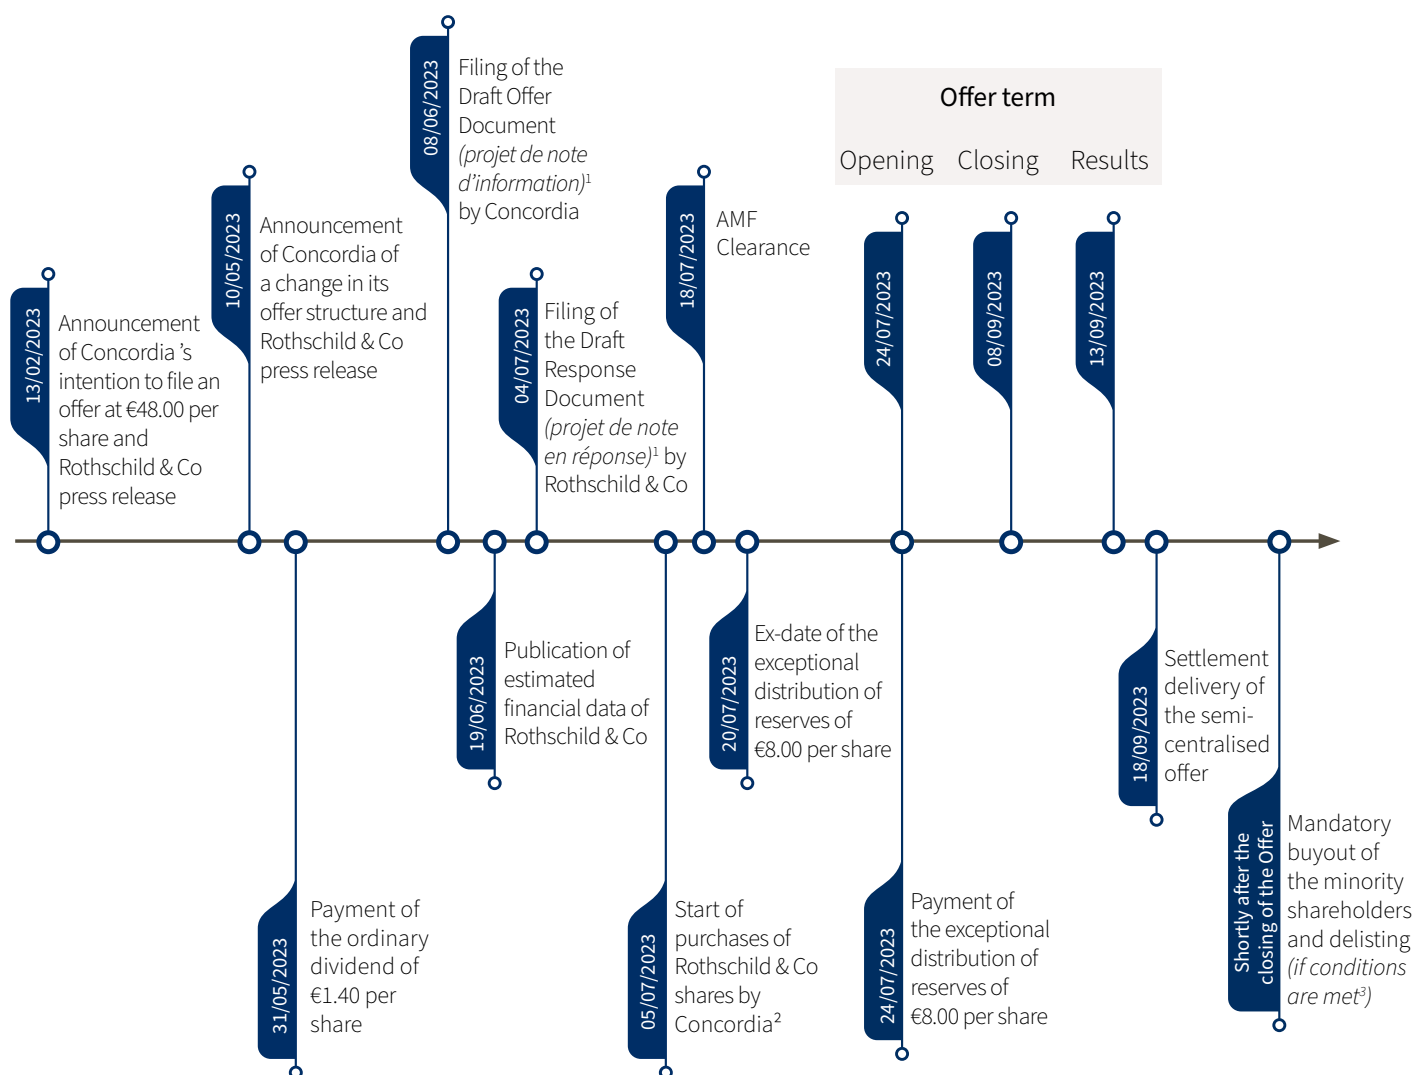 13/02/2023
Announcement
of Concordia 's
intention to file an
offer at €48.00 per
share and
Rothschild & Co
press release
10/05/2023
Announcement
of Concordia of
a change in its
offer structure and
Rothschild & Co
press release
31/05/2023
Payment of
the ordinary
dividend of
€1.40 per
share
08/06/2023
Filing of the
Draft Offer
Document
(projet de note
d'information)¹
by Concordia
19/06/2023
Publication of
estimated
financial data of
Rothschild & Co
04/07/2023
Filing of
the Draft
Response
Document
(projet de note
en réponse)¹ by
Rothschild & Co
05/07/2023
Start of
purchases of
Rothschild & Co
shares by
Concordia²
18/07/2023
AMF
Clearance
20/07/2023
Ex-date of the
exceptional
distribution of
reserves of
€8.00 per share
Offer term
Opening Closing Results
24/07/2023
08/09/2023
13/09/2023
24/07/2023
Payment of
the exceptional
distribution of
reserves of
€8.00 per share
18/09/2023
Settlement
delivery of
the semi-
centralised
offer
Shortly after the
closing of the Offer
Mandatory
buyout of
the minority
shareholders
and delisting
(if conditions
are met³)